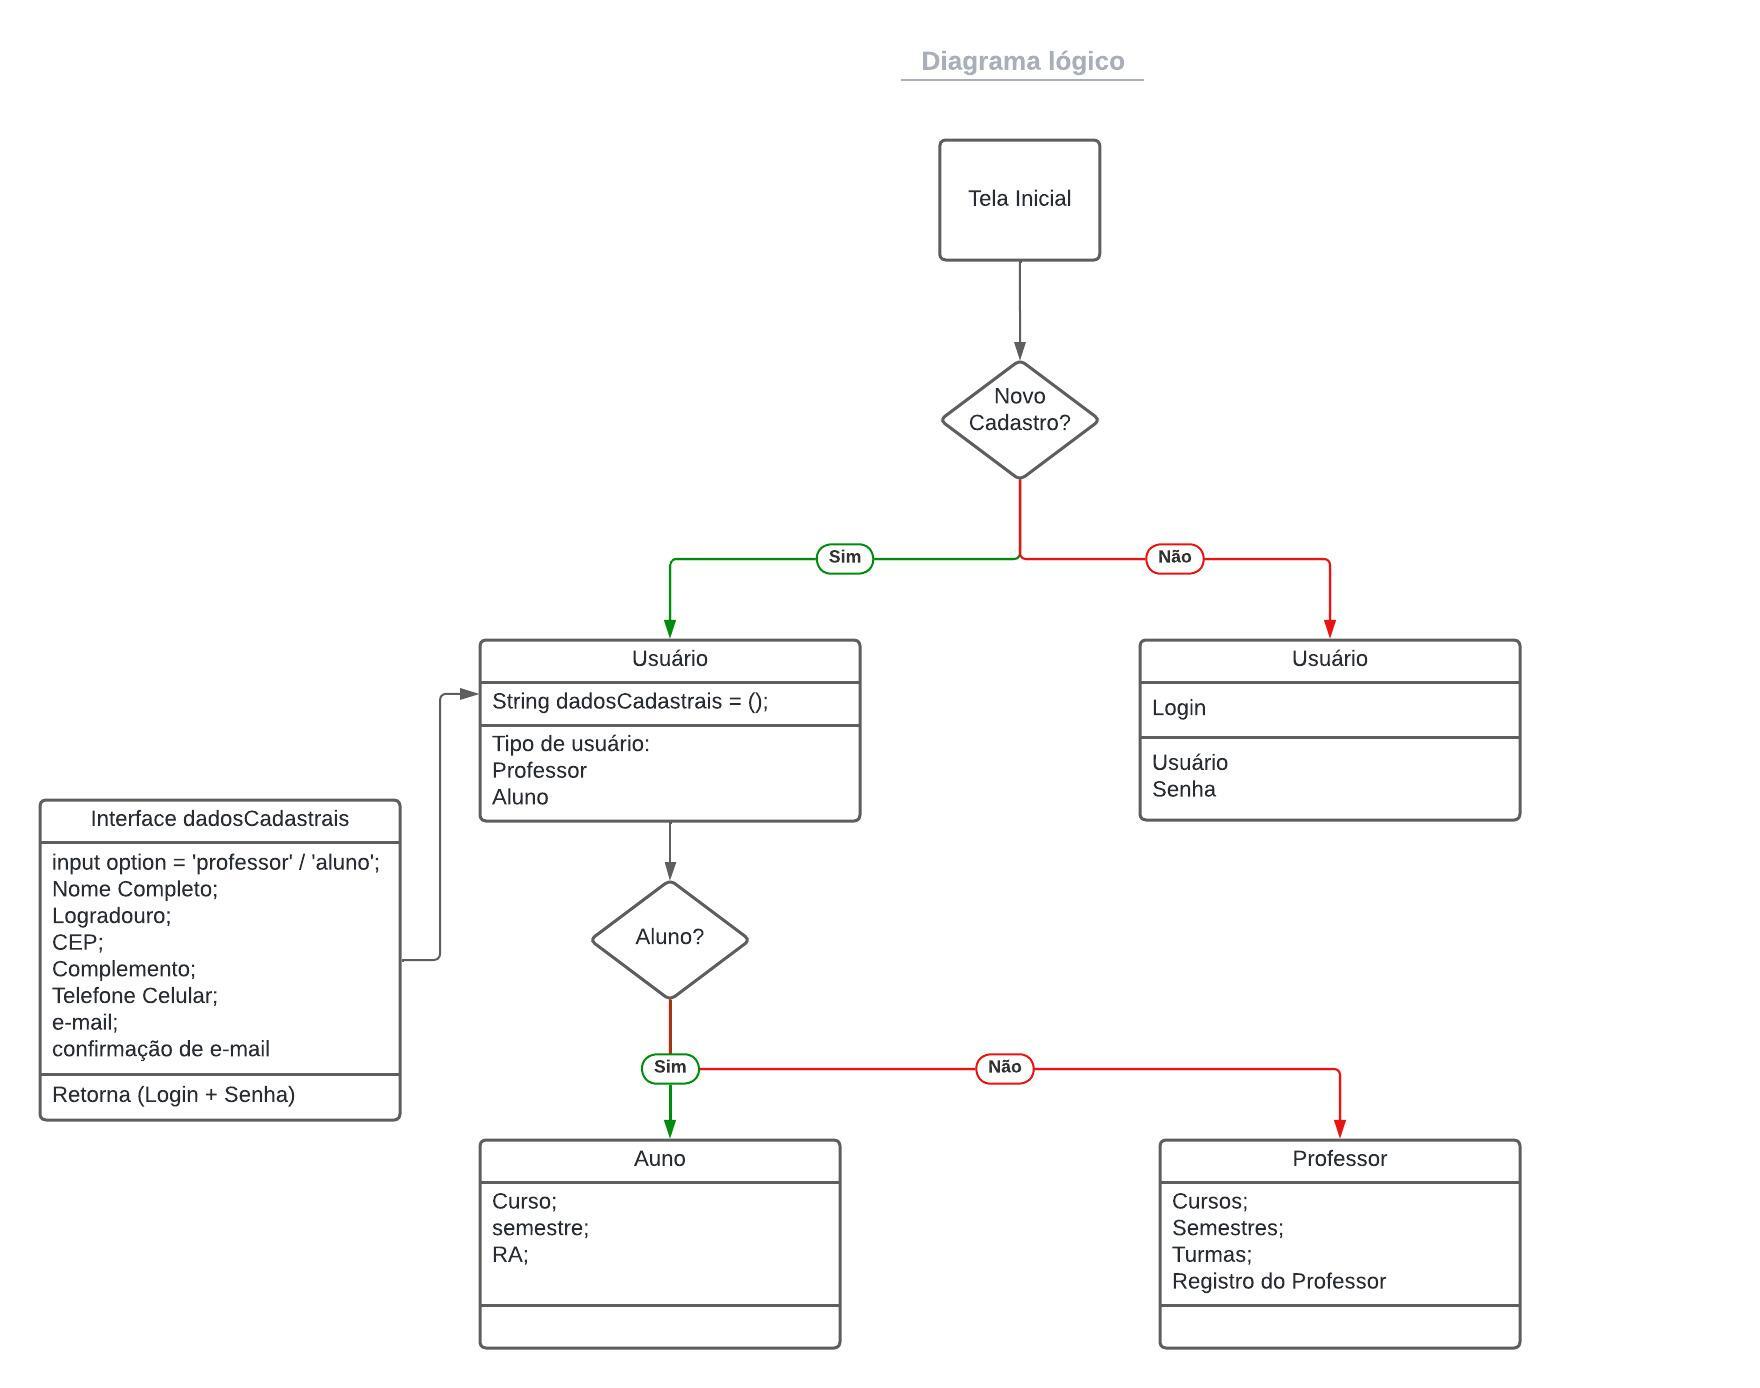 Diagrama lógico
Tela Inicial
Novo
Cadastro?
Sim
Não
Usuário
String dadosCadastrais = ();
Tipo de usuário:
Professor
Aluno
Usuário
Login
Usuário
Senha
Interface dadosCadastrais
input option = 'professor' / 'aluno';
Nome Completo;
Logradouro;
CEP;
Complemento;
Telefone Celular;
e-mail;
confirmação de e-mail
Retorna (Login + Senha)
Aluno?
Sim
Não
Auno
Curso;
semestre;
RA;
Professor
Cursos;
Semestres;
Turmas;
Registro do Professor